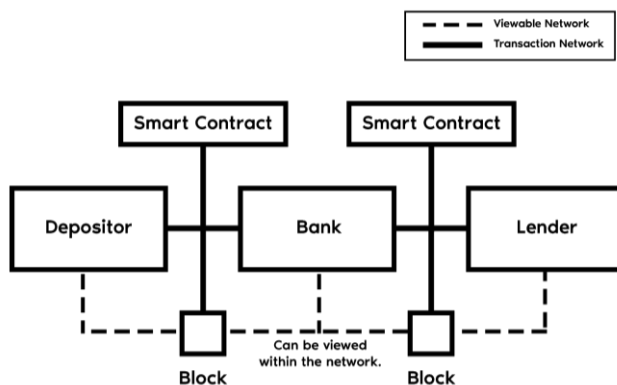 Viewable Network
Transaction Network
Smart Contract
Smart Contract
Depositor
Bank
Lender
Can be viewed
within the network.
Block
Block